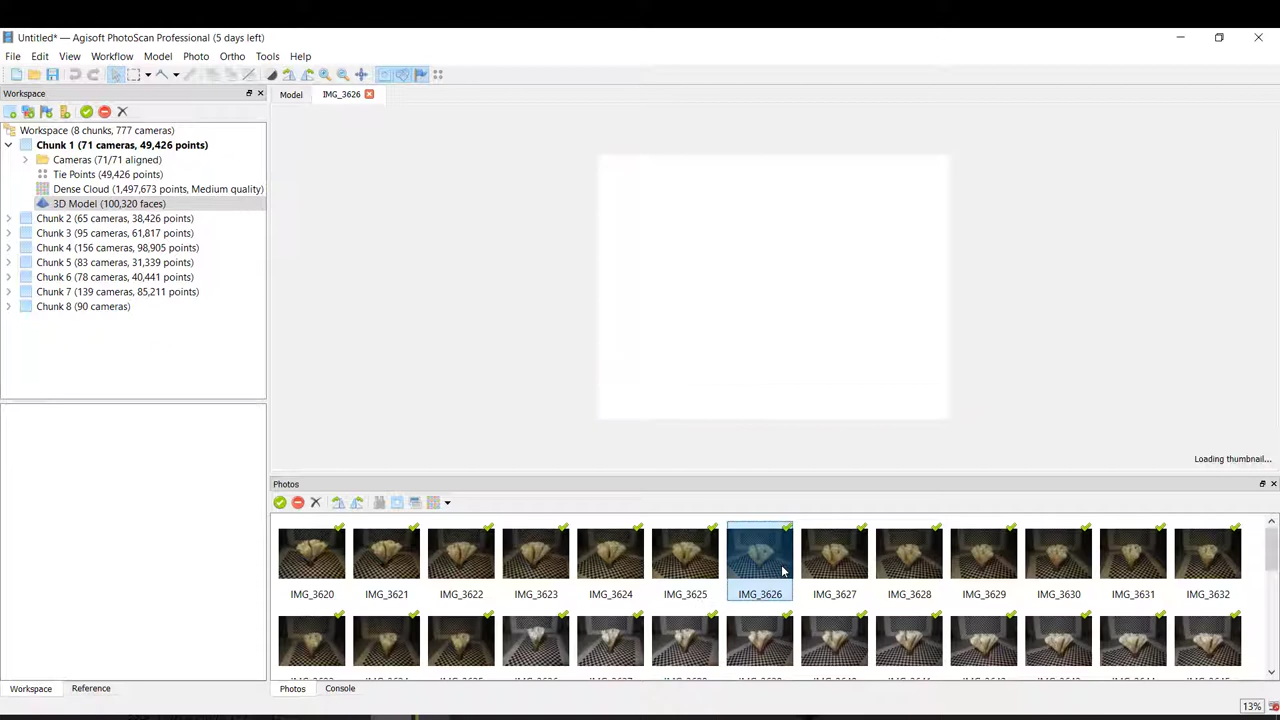 Untitled* — Agisoft PhotoScan Professional (5 days left)
File Edit View Workflow Model Photo Ortho Tools Help
Workspace
Model IMG_3626
Workspace (8 chunks, 777 cameras)
Chunk 1 (71 cameras, 49,426 points)
Cameras (71/71 aligned)
Tie Points (49,426 points)
Dense Cloud (1,497,673 points, Medium quality)
3D Model (100,320 faces)
Chunk 2 (65 cameras, 38,426 points)
Chunk 3 (95 cameras, 61,817 points)
Chunk 4 (156 cameras, 98,905 points)
Chunk 5 (83 cameras, 31,339 points)
Chunk 6 (78 cameras, 40,441 points)
Chunk 7 (139 cameras, 85,211 points)
Chunk 8 (90 cameras)
Loading thumbnail...
Photos
IMG_3620 IMG_3621 IMG_3622 IMG_3623 IMG_3624 IMG_3625 IMG_3626 IMG_3627 IMG_3628 IMG_3629 IMG_3630 IMG_3631 IMG_3632
Workspace Reference
Photos Console
13%